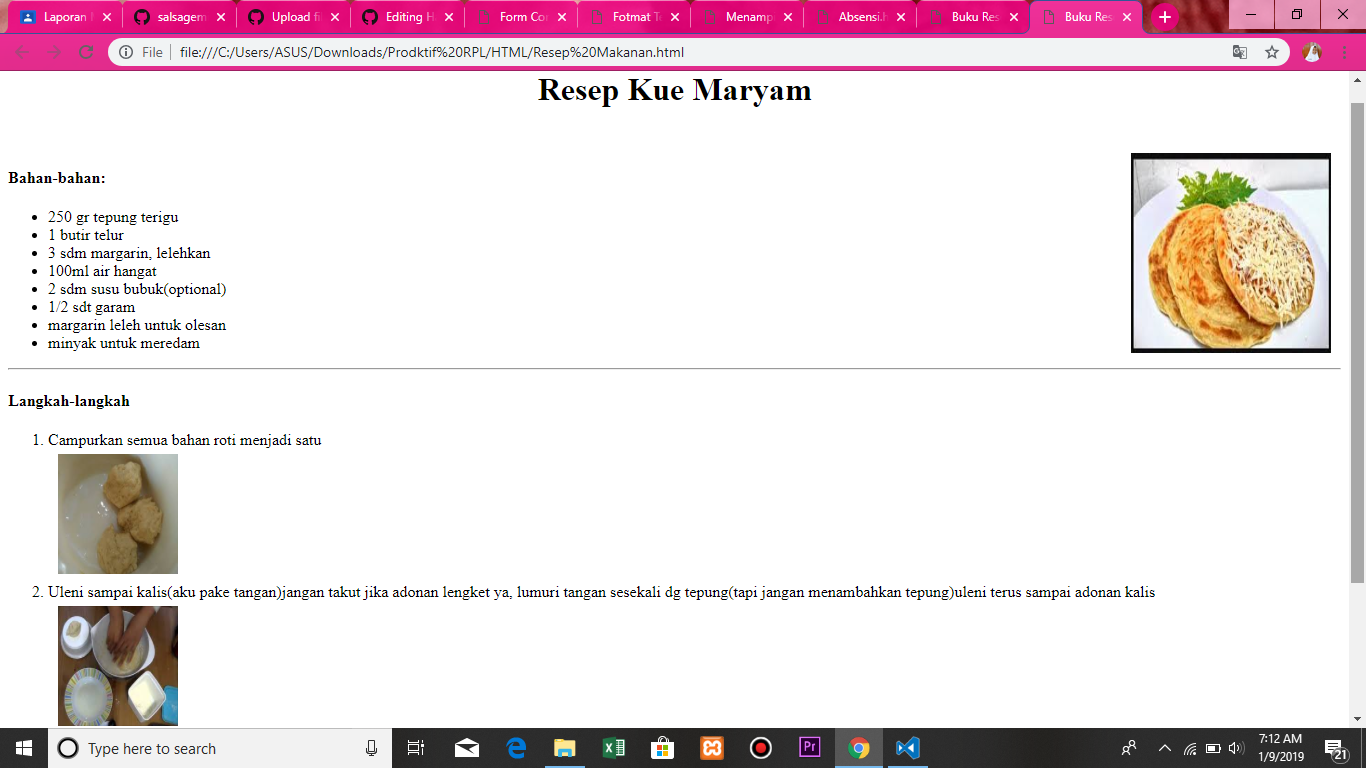 Laporan
salsagem
Upload fi
Editing H
Form Con
Fotmat Te
Menampi
Absensi.h
Buku Res
Buku Res
File
file:///C:/Users/ASUS/Downloads/Prodktif%20RPL/HTML/Resep%20Makanan.html
Resep Kue Maryam
Bahan-bahan:
250 gr tepung terigu
1 butir telur
3 sdm margarin, lelehkan
100ml air hangat
2 sdm susu bubuk(optional)
1/2 sdt garam
margarin leleh untuk olesan
minyak untuk meredam
Langkah-langkah
1. Campurkan semua bahan roti menjadi satu
2. Uleni sampai kalis(aku pake tangan)jangan takut jika adonan lengket ya, lumuri tangan sesekali dg tepung(tapi jangan menambahkan tepung)uleni terus sampai adonan kalis
Type here to search
Pr
7:12 AM
1/9/2019
21